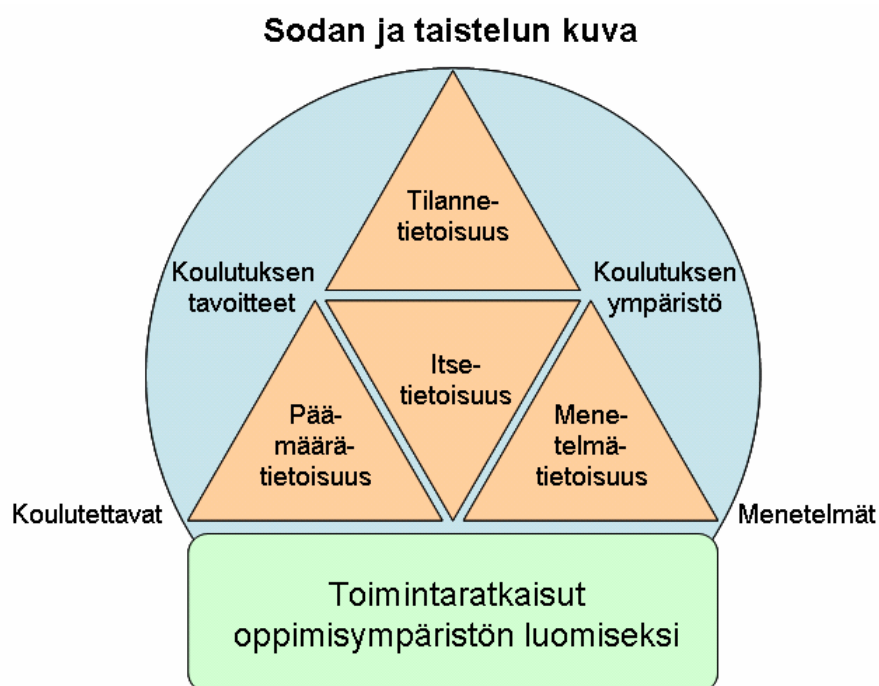 Sodan ja taistelun kuva
Tilanne-
tietoisuus
Koulutuksen
tavoitteet
Koulutuksen
ympäristö
Itse-
tietoisuus
Pää-
määrä-
tietoisuus
Mene-
telmä-
tietoisuus
Koulutettavat
Menetelmät
Toimintaratkaisut
oppimisympäristön luomiseksi